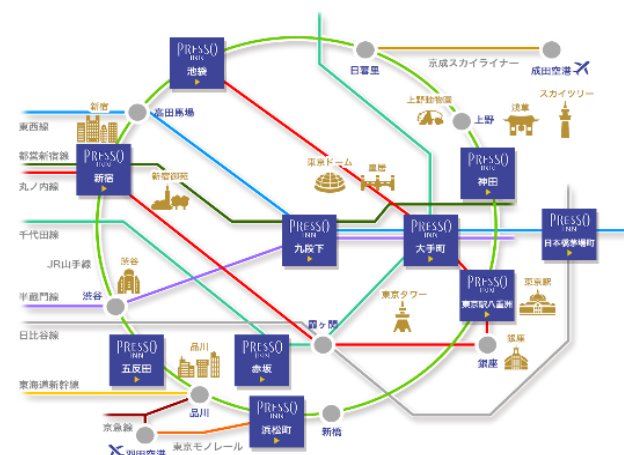 PRESSO
INN
池袋
日暮里
京成スカイライナー
成田空港
新宿
高田馬場
上野動物園
上野
浅草
スカイツリー
東西線
都営新宿線
PRESSO
INN
新宿
丸ノ内線
新宿御苑
東京ドーム
皇居
PRESSO
INN
神田
千代田線
PRESSO
INN
九段下
PRESSO
INN
大手町
PRESSO
INN
日本橋茅場町
JR山手線
渋谷
半蔵門線
渋谷
東京タワー
PRESSO
INN
東京駅八重洲
東京駅
日比谷線
霞ヶ関
銀座
銀座
PRESSO
INN
五反田
品川
PRESSO
INN
赤坂
東海道新幹線
品川
PRESSO
INN
浜松町
新橋
京急線
東京モノレール
羽田空港